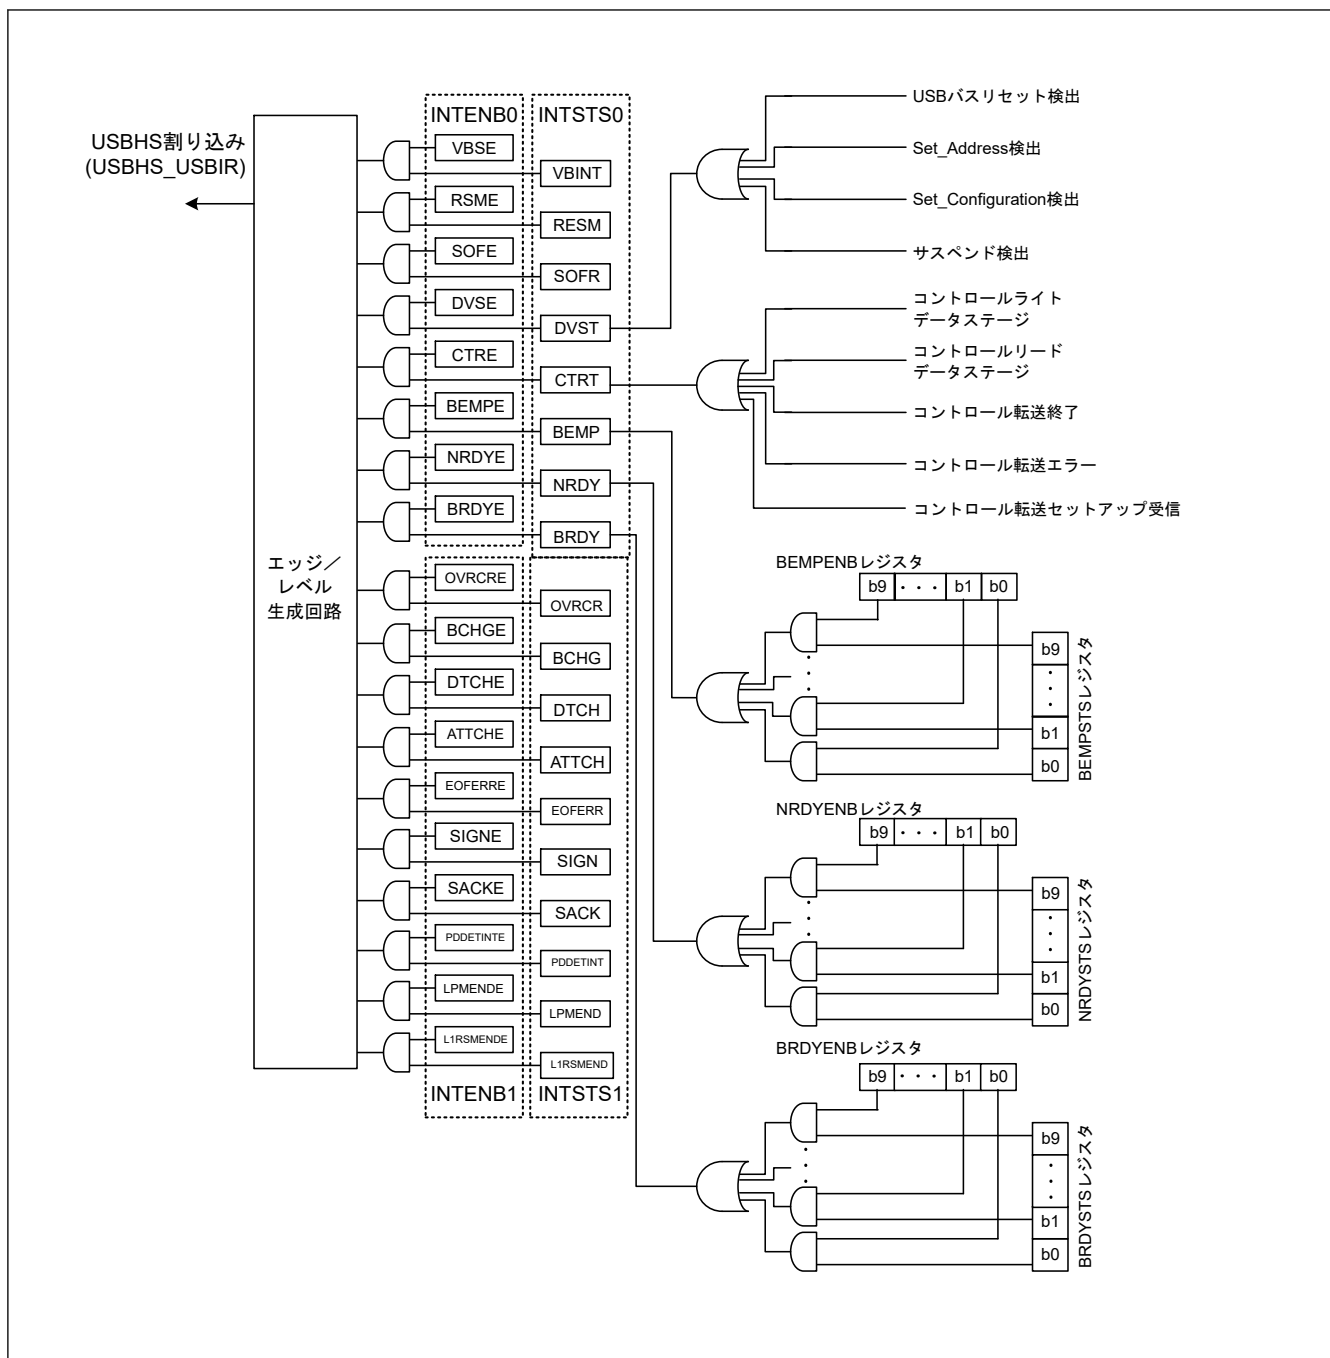 USBHS割り込み
(USBHS_USBIR)
エッジ／
レベル
生成回路
INTENB0
INTSTS0
VBSE
VBINT
RSME
RESM
SOFE
SOFR
DVSE
DVST
CTRE
CTRT
BEMPE
BEMP
NRDYE
NRDY
BRDYE
BRDY
OVRCRE
OVRCR
BCHGE
BCHG
DTCHE
DTCH
ATTCHE
ATTCH
EOFERRE
EOFERR
SIGNE
SIGN
SACKE
SACK
PDDETINTE
PDDETINT
LPMENDE
LPMEND
L1RSMENDE
L1RSMEND
INTENB1
INTSTS1
USBバスリセット検出
Set_Address検出
Set_Configuration検出
サスペンド検出
コントロールライト
データステージ
コントロールリード
データステージ
コントロール転送終了
コントロール転送エラー
コントロール転送セットアップ受信
BEMPENBレジスタ
b9 ・・・ b1 b0
b9
・・・
b1
b0
BEMPSTSレジスタ
NRDYENBレジスタ
b9 ・・・ b1 b0
b9
・・・
b1
b0
NRDYSTSレジスタ
BRDYENBレジスタ
b9 ・・・ b1 b0
b9
・・・
b1
b0
BRDYSTSレジスタ